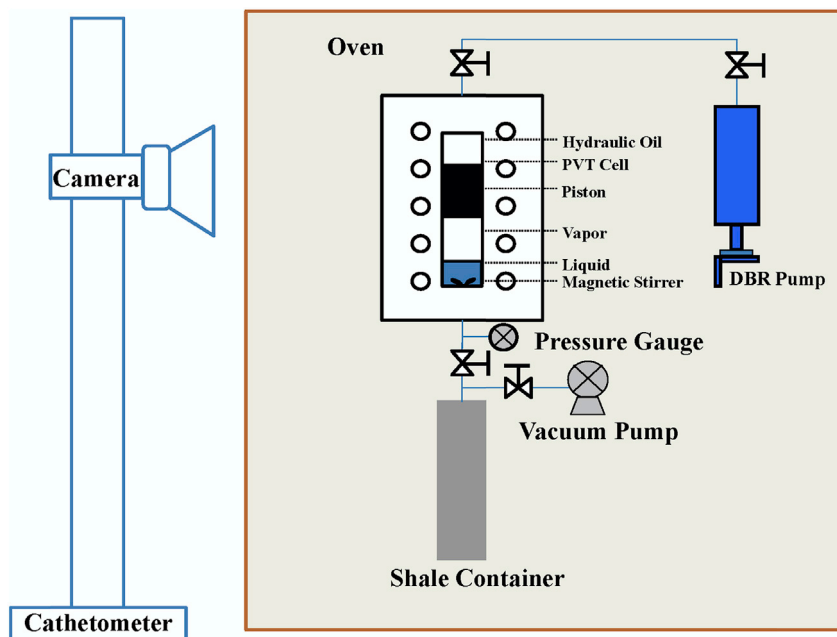 Oven
Camera
Hydraulic Oil
PVT Cell
Piston
Vapor
Liquid
Magnetic Stirrer
DBR Pump
Pressure Gauge
Vacuum Pump
Shale Container
Cathetometer